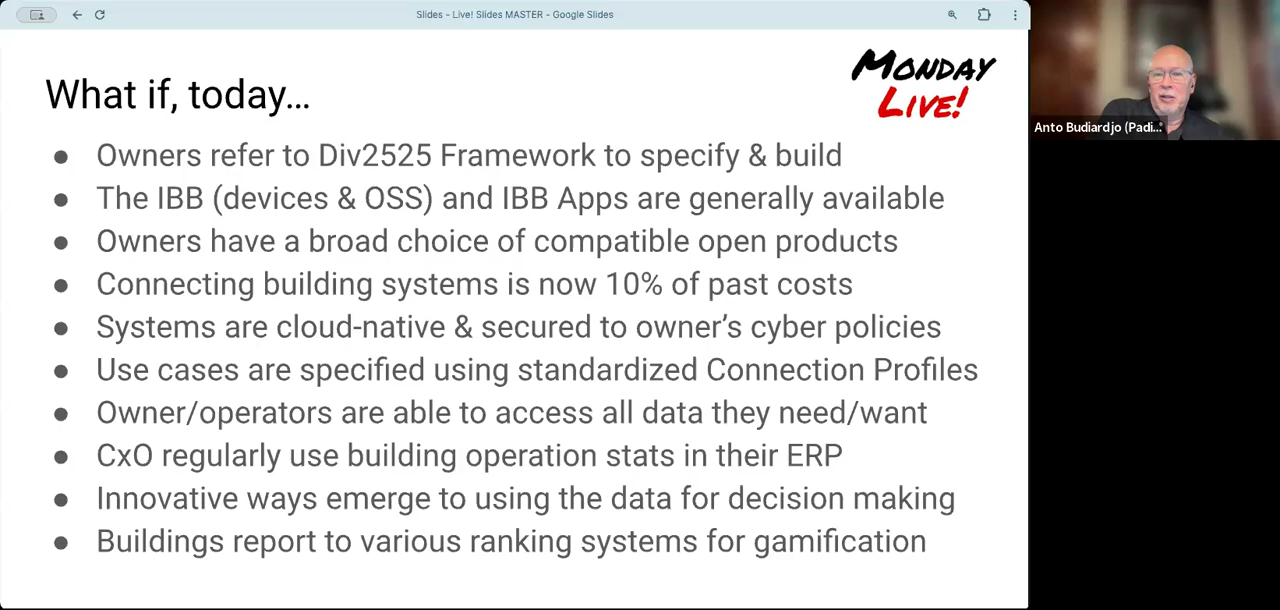 Slides - Live! Slides MASTER - Google Slides
What if, today...
MONDAY
LIVE!
● Owners refer to Div2525 Framework to specify & build
● The IBB (devices & OSS) and IBB Apps are generally available
● Owners have a broad choice of compatible open products
● Connecting building systems is now 10% of past costs
● Systems are cloud-native & secured to owner’s cyber policies
● Use cases are specified using standardized Connection Profiles
● Owner/operators are able to access all data they need/want
● CxO regularly use building operation stats in their ERP
● Innovative ways emerge to using the data for decision making
● Buildings report to various ranking systems for gamification
Anto Budiardjo (Padi...